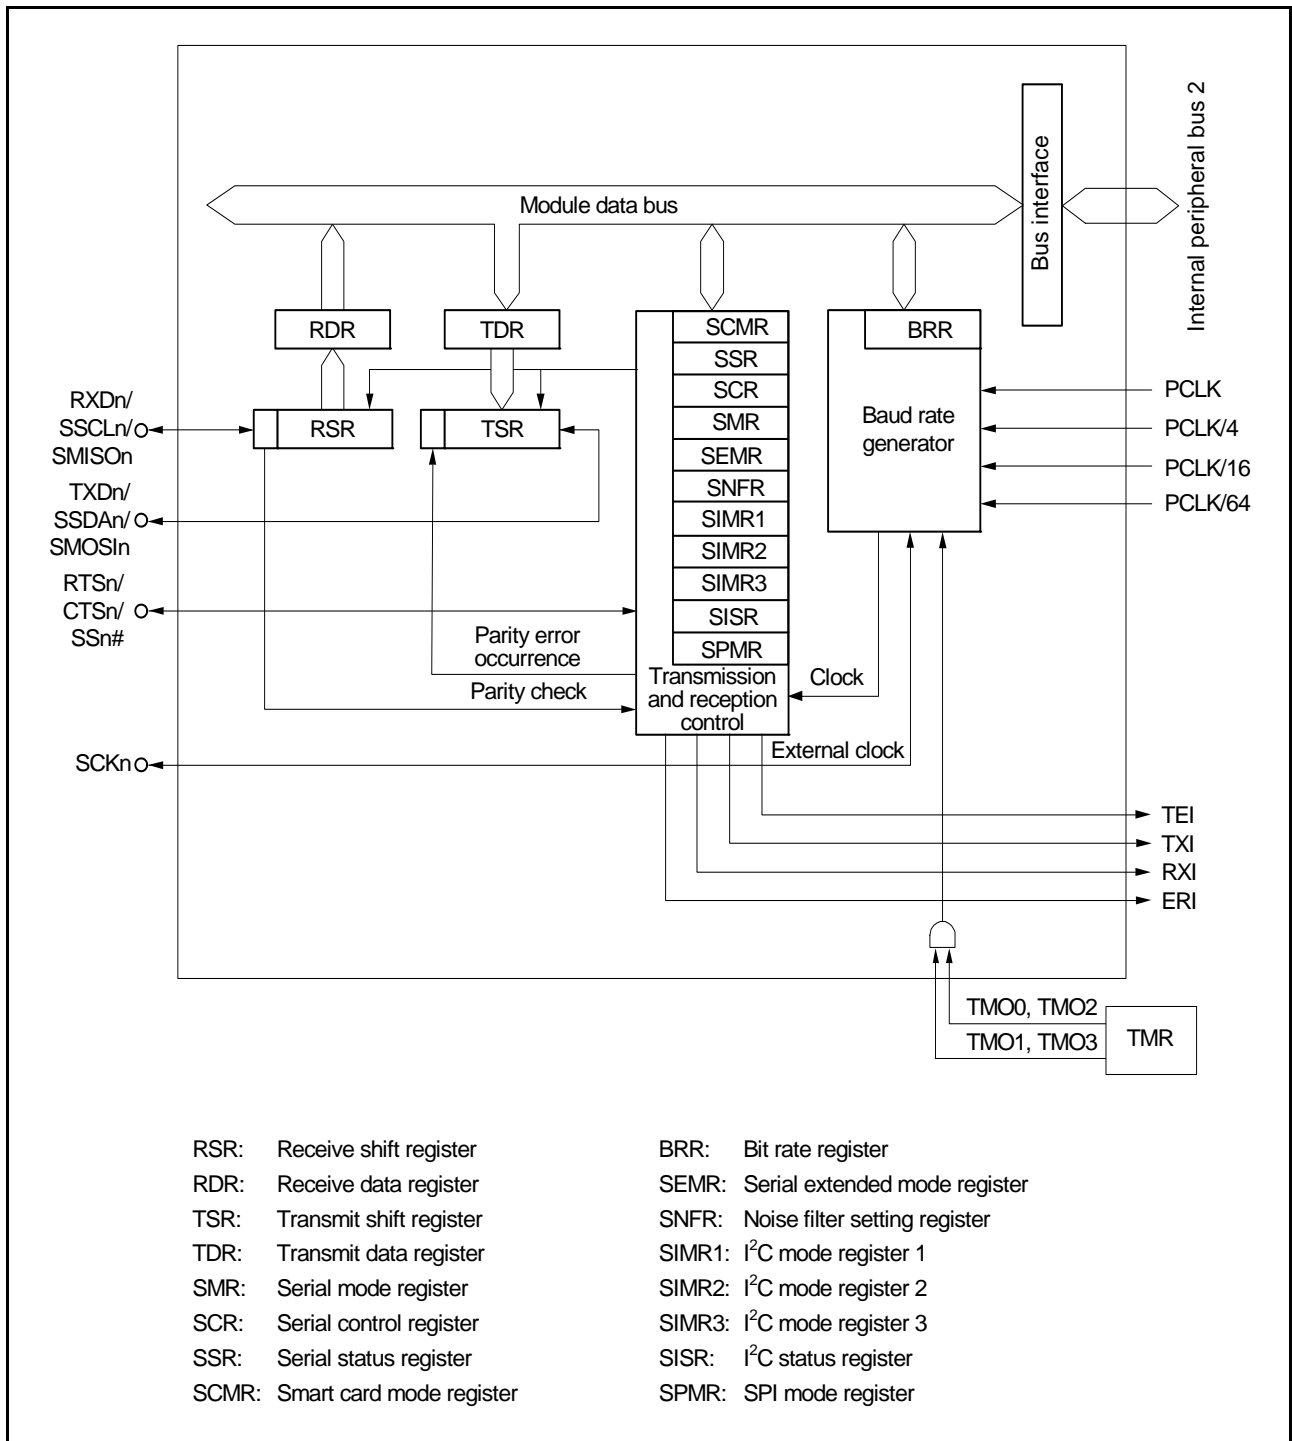 Internal peripheral bus 2
Bus interface
Module data bus
RDR
TDR
SCMR
BRR
SSR
SCR
SMR
SEMR
SNFR
SIMR1
SIMR2
SIMR3
SISR
SPMR
Transmission
and reception
control
Baud rate
generator
PCLK
PCLK/4
PCLK/16
PCLK/64
RXDn/
SSCLn/
SMISOn
RSR
TSR
TXDn/
SSDAn/
SMOSIn
RTSn/
CTSn/
SSn#
Parity error
occurrence
Parity check
Clock
SCKn
External clock
TEI
TXI
RXI
ERI
TMO0, TMO2
TMO1, TMO3
TMR
RSR: Receive shift register
RDR: Receive data register
TSR: Transmit shift register
TDR: Transmit data register
SMR: Serial mode register
SCR: Serial control register
SSR: Serial status register
SCMR: Smart card mode register
BRR: Bit rate register
SEMR: Serial extended mode register
SNFR: Noise filter setting register
SIMR1: I²C mode register 1
SIMR2: I²C mode register 2
SIMR3: I²C mode register 3
SISR: I²C status register
SPMR: SPI mode register